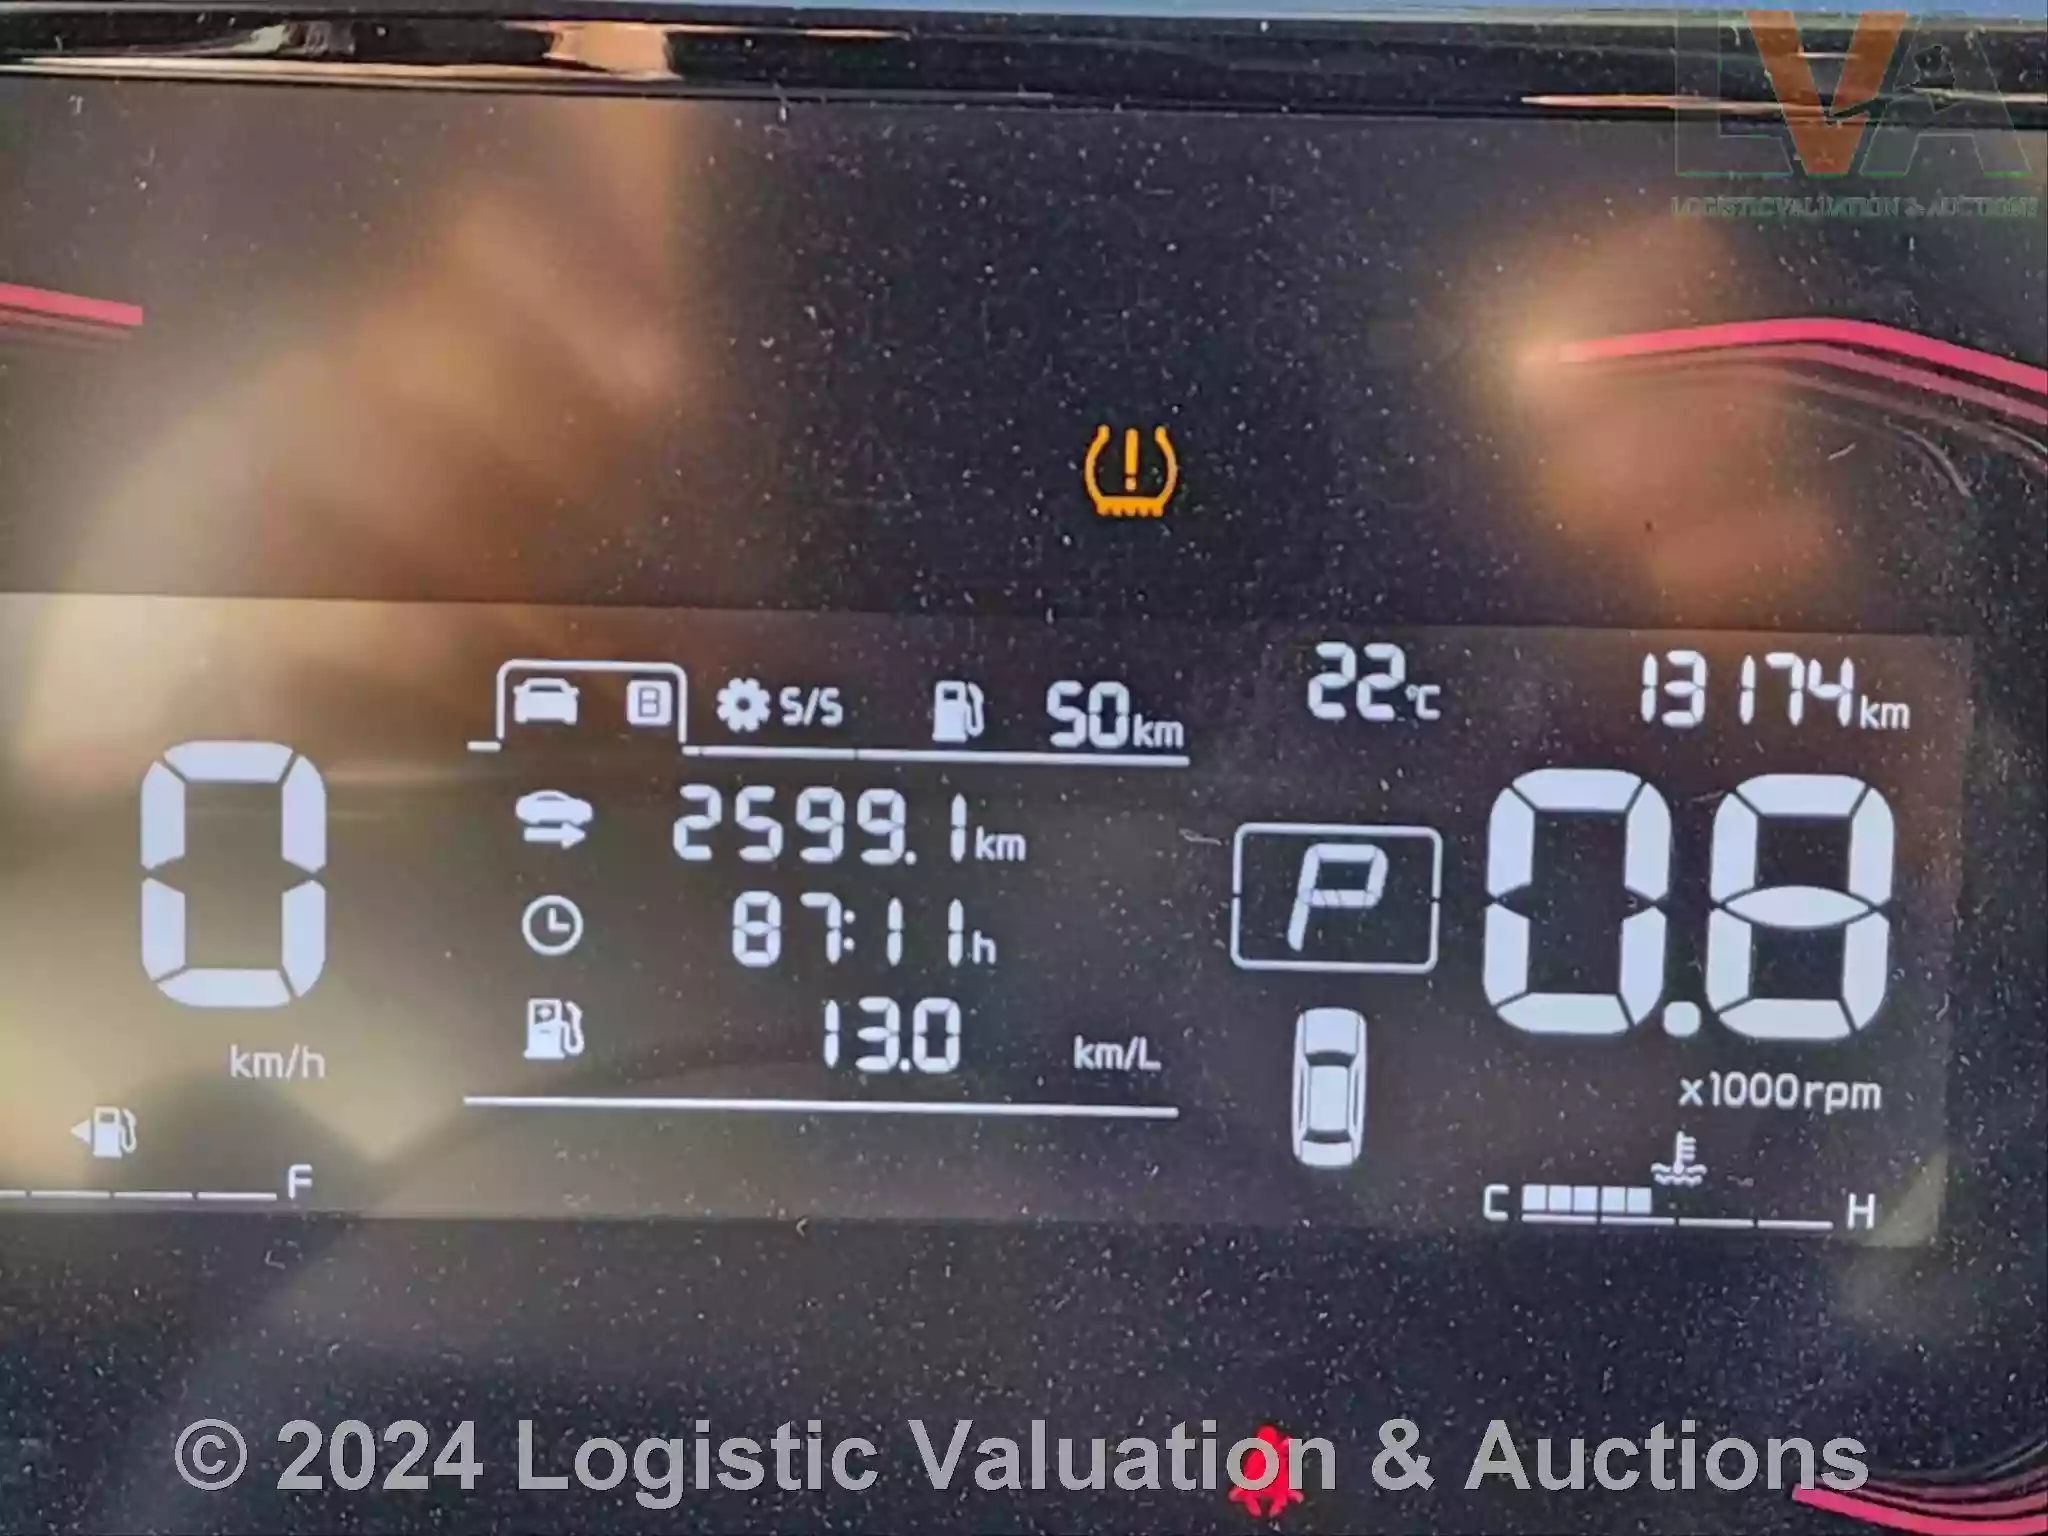 LVA
LOGISTIC VALUATION & AUCTIONS
B S/S 50km
22°C
13174km
0
km/h
2599.1km
87:11h
13.0 km/L
P
0.8
x1000rpm
F
C H
© 2024 Logistic Valuation & Auctions